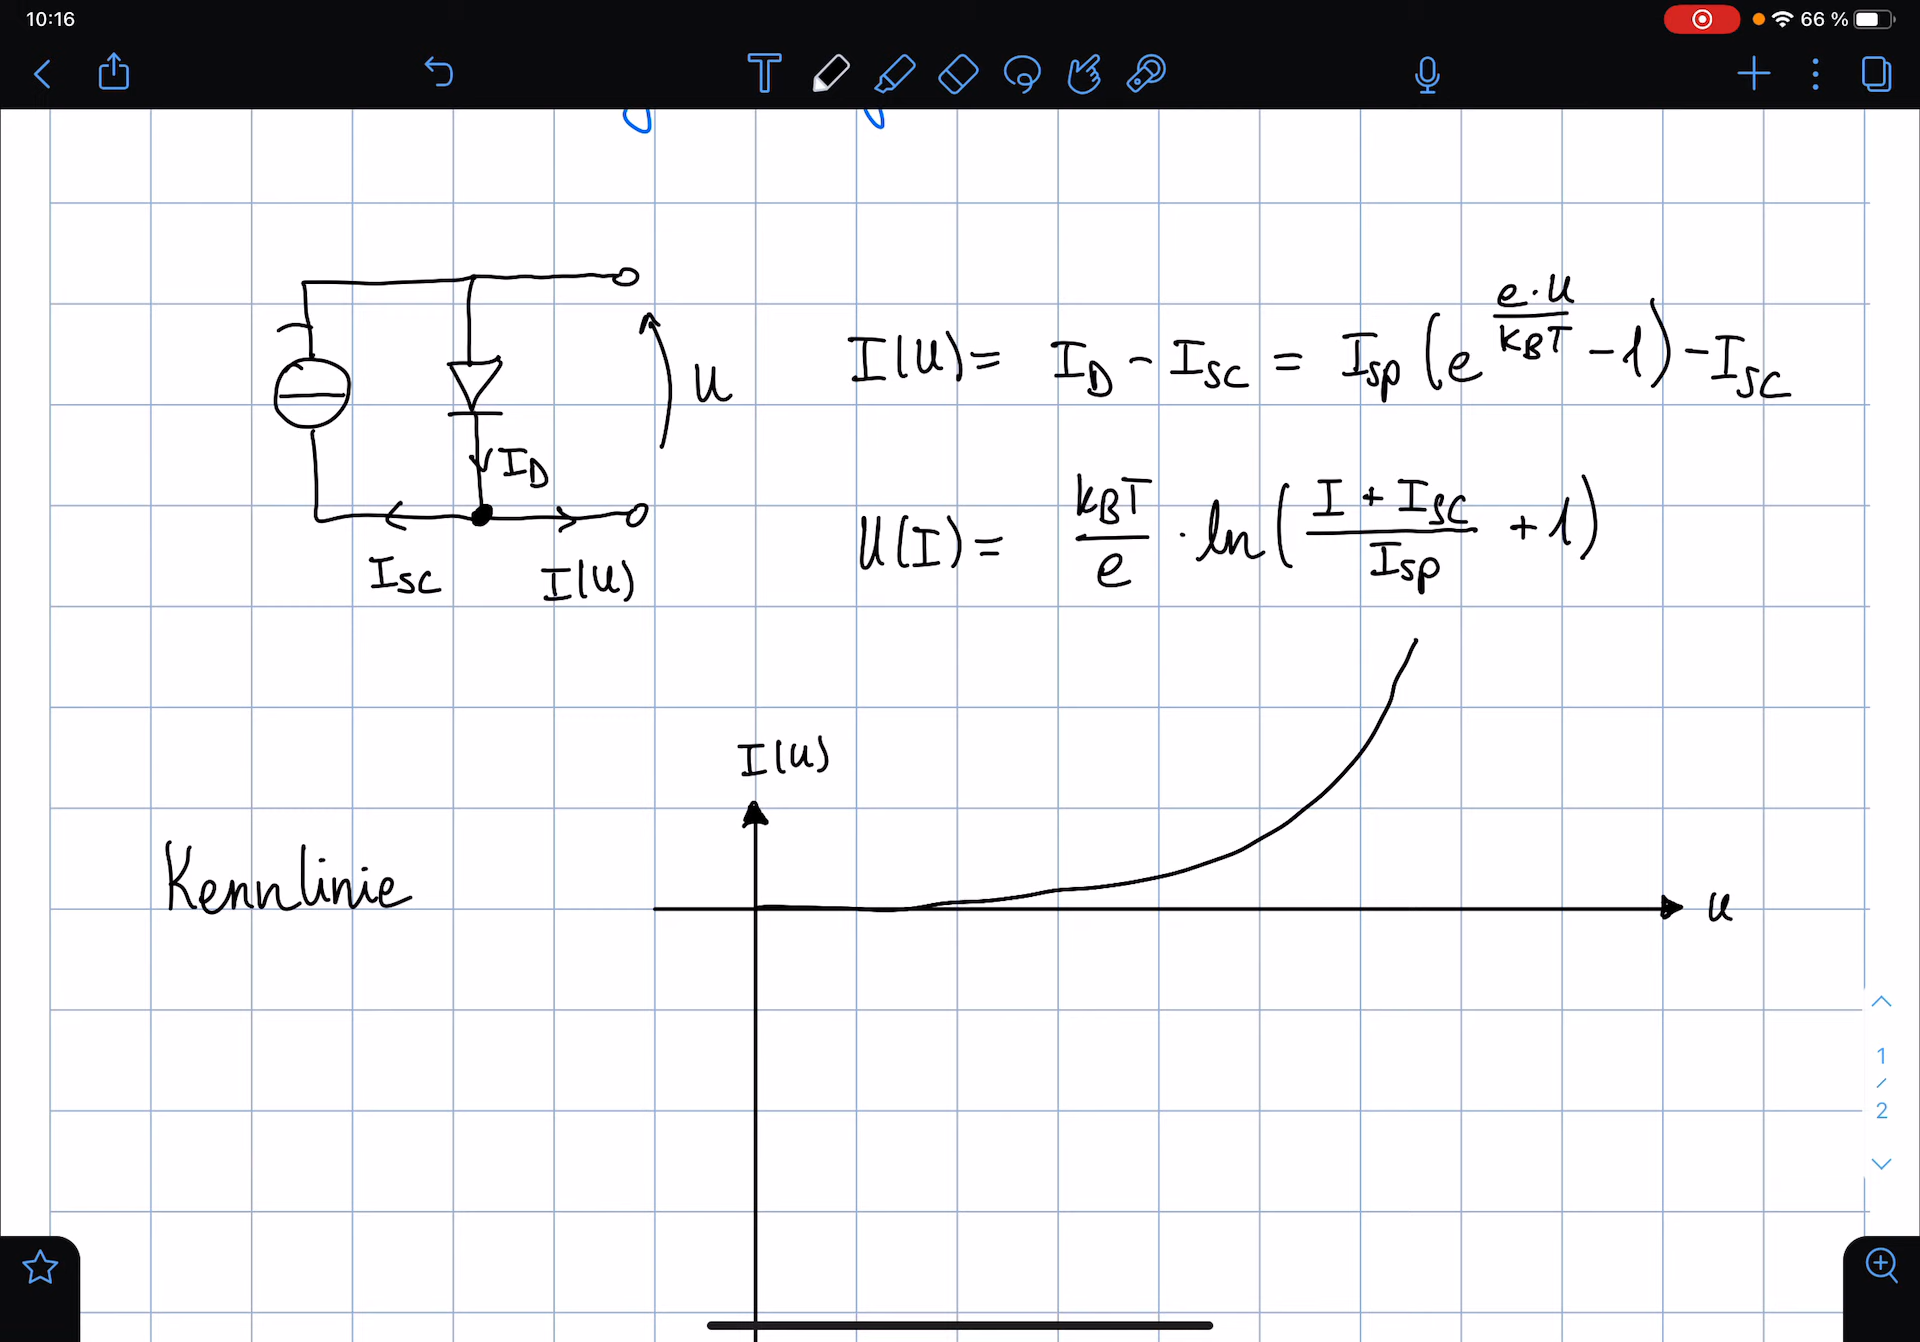 10:16
66 %
T
I(U) = I_D - I_SC = I_sp (e^(e·U / k_B T) - 1) - I_SC
U
I_D
U(I) = k_B T / e · ln( (I + I_SC) / I_sp + 1 )
I_SC
I(U)
I(U)
Kennlinie
U
1
/
2